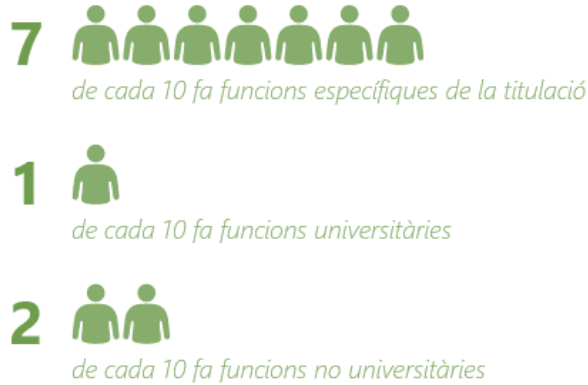 7
de cada 10 fa funcions específiques de la titulació
1
de cada 10 fa funcions universitàries
2
de cada 10 fa funcions no universitàries